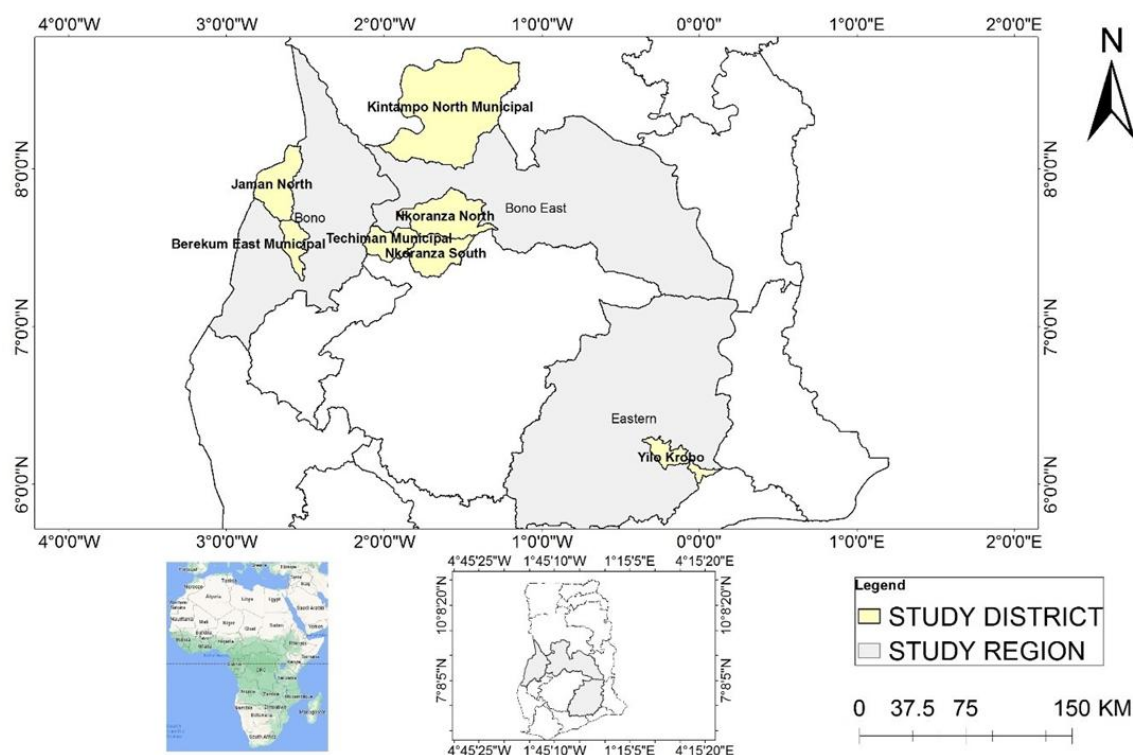 4°0'0"W
3°0'0"W
2°0'0"W
1°0'0"W
0°0'0"
1°0'0"E
2°0'0"E
N
8°0'0"N
8°0'0"N
7°0'0"N
7°0'0"N
6°0'0"N
6°0'0"N
Kintampo North Municipal
Jaman North
Bono
Bono East
Nkoranza North
Berekum East Municipal
Techiman Municipal
Nkoranza South
Eastern
Yilo Krobo
4°0'0"W
3°0'0"W
2°0'0"W
1°0'0"W
0°0'0"
1°0'0"E
2°0'0"E
4°45'25"W
1°45'10"W
1°15'5"E
4°15'20"E
10°8'20"N
10°8'20"N
7°8'5"N
7°8'5"N
4°45'25"W
1°45'10"W
1°15'5"E
4°15'20"E
Legend
STUDY DISTRICT
STUDY REGION
0 37.5 75 150 KM